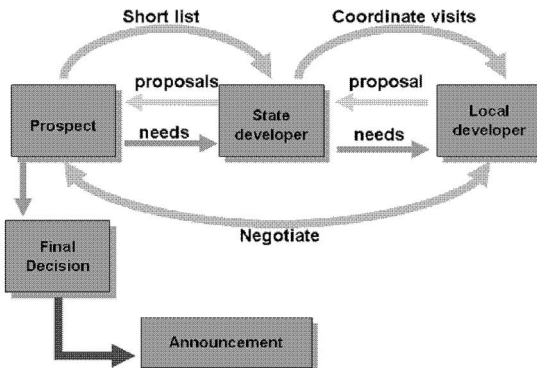 Short list
Coordinate visits
proposals
proposal
Prospect
State
developer
Local
developer
needs
needs
Negotiate
Final
Decision
Announcement